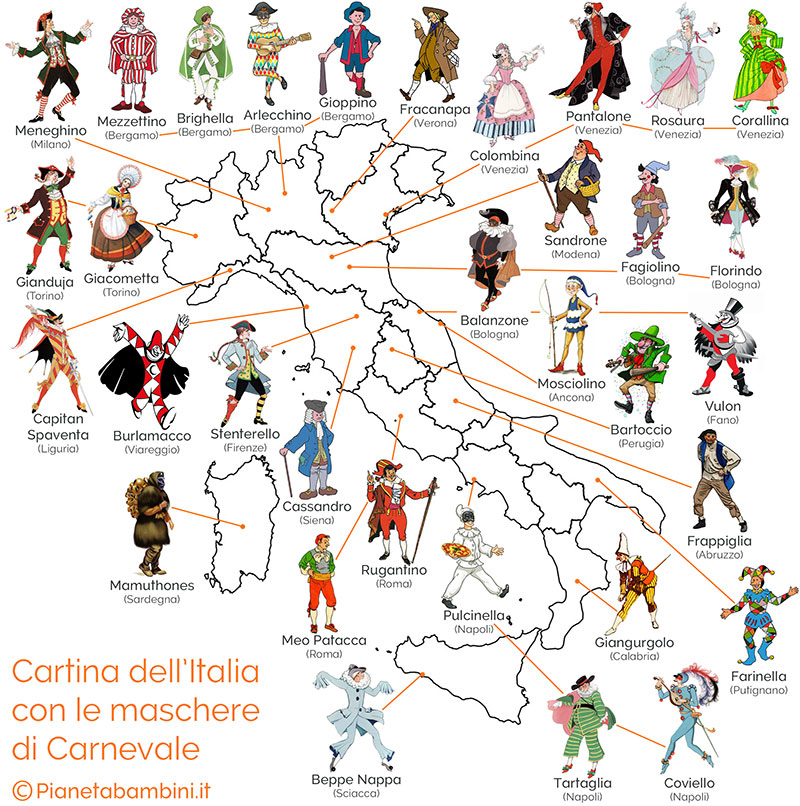 Meneghino
(Milano)
Mezzettino
(Bergamo)
Brighella
(Bergamo)
Arlecchino
(Bergamo)
Gioppino
(Bergamo)
Fracanapa
(Verona)
Colombina
(Venezia)
Pantalone
(Venezia)
Rosaura
(Venezia)
Corallina
(Venezia)
Gianduja
(Torino)
Giacometta
(Torino)
Sandrone
(Modena)
Fagiolino
(Bologna)
Florindo
(Bologna)
Balanzone
(Bologna)
Capitan
Spaventa
(Liguria)
Burlamacco
(Viareggio)
Stenterello
(Firenze)
Mosciolino
(Ancona)
Bartoccio
(Perugia)
Vulon
(Fano)
Cassandro
(Siena)
Frappiglia
(Abruzzo)
Mamuthones
(Sardegna)
Rugantino
(Roma)
Meo Patacca
(Roma)
Pulcinella
(Napoli)
Giangurgolo
(Calabria)
Farinella
(Putignano)
Beppe Nappa
(Sciacca)
Tartaglia
(Napoli)
Coviello
(Napoli)
Cartina dell'Italia
con le maschere
di Carnevale
© Pianetabambini.it